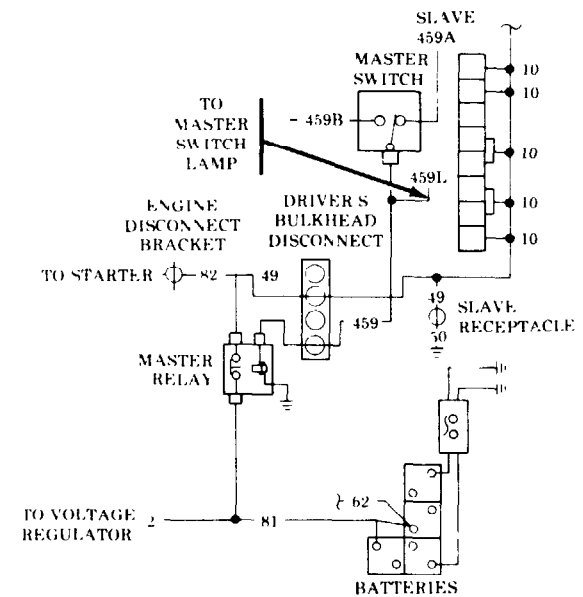 SLAVE
459A
MASTER
SWITCH
10
10
TO
MASTER
SWITCH
LAMP
459B
10
459L
ENGINE
DISCONNECT
BRACKET
DRIVER S
BULKHEAD
DISCONNECT
10
10
TO STARTER
82
49
49
SLAVE
RECEPTACLE
50
459
MASTER
RELAY
62
TO VOLTAGE
REGULATOR
2
81
BATTERIES